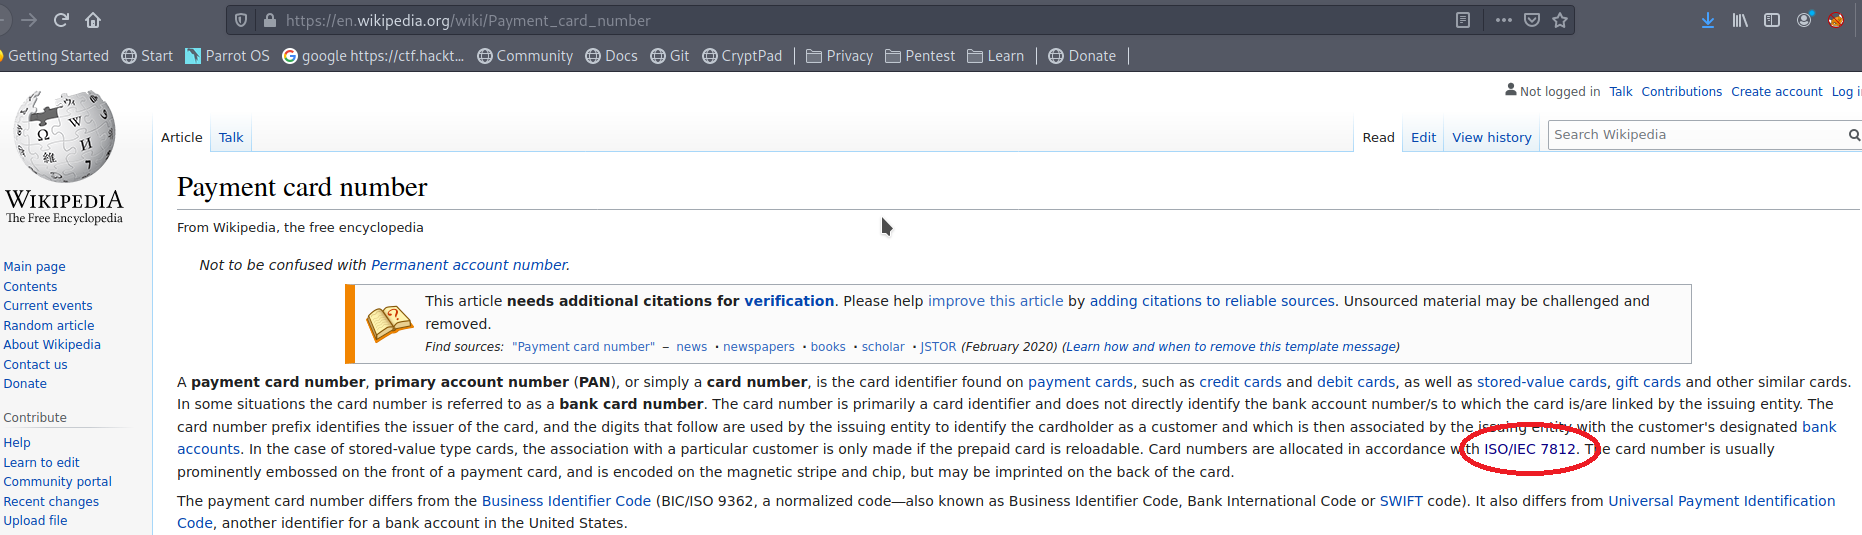 https://en.wikipedia.org/wiki/Payment_card_number
Getting Started Start Parrot OS google https://ctf.hackt... Community Docs Git CryptPad Privacy Pentest Learn Donate
Not logged in Talk Contributions Create account Log i
Article Talk Read Edit View history Search Wikipedia
WIKIPEDIA
The Free Encyclopedia
Payment card number
From Wikipedia, the free encyclopedia
Not to be confused with Permanent account number.
This article needs additional citations for verification. Please help improve this article by adding citations to reliable sources. Unsourced material may be challenged and
removed.
Find sources: "Payment card number" – news · newspapers · books · scholar · JSTOR (February 2020) (Learn how and when to remove this template message)
A payment card number, primary account number (PAN), or simply a card number, is the card identifier found on payment cards, such as credit cards and debit cards, as well as stored-value cards, gift cards and other similar cards.
In some situations the card number is referred to as a bank card number. The card number is primarily a card identifier and does not directly identify the bank account number/s to which the card is/are linked by the issuing entity. The
card number prefix identifies the issuer of the card, and the digits that follow are used by the issuing entity to identify the cardholder as a customer and which is then associated by the issuing entity with the customer's designated bank
accounts. In the case of stored-value type cards, the association with a particular customer is only made if the prepaid card is reloadable. Card numbers are allocated in accordance with ISO/IEC 7812. The card number is usually
prominently embossed on the front of a payment card, and is encoded on the magnetic stripe and chip, but may be imprinted on the back of the card.
The payment card number differs from the Business Identifier Code (BIC/ISO 9362, a normalized code—also known as Business Identifier Code, Bank International Code or SWIFT code). It also differs from Universal Payment Identification
Code, another identifier for a bank account in the United States.
Main page
Contents
Current events
Random article
About Wikipedia
Contact us
Donate
Contribute
Help
Learn to edit
Community portal
Recent changes
Upload file